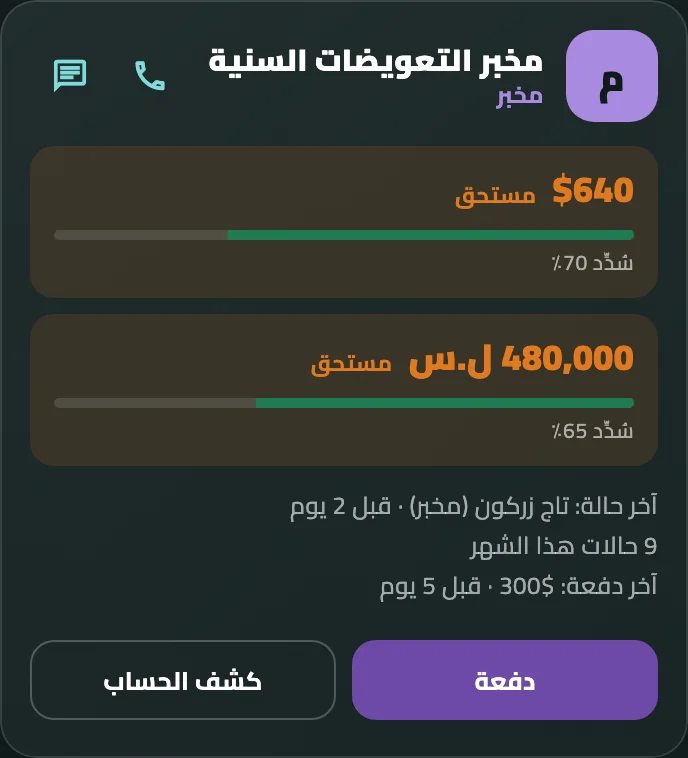 م
مخبر التعويضات السنية
مخبر
$640 مستحق
سُدِّد 70٪
480,000 ل.س مستحق
سُدِّد 65٪
آخر حالة: تاج زركون (مخبر) · قبل 2 يوم
9 حالات هذا الشهر
آخر دفعة: $300 · قبل 5 يوم
دفعة
كشف الحساب